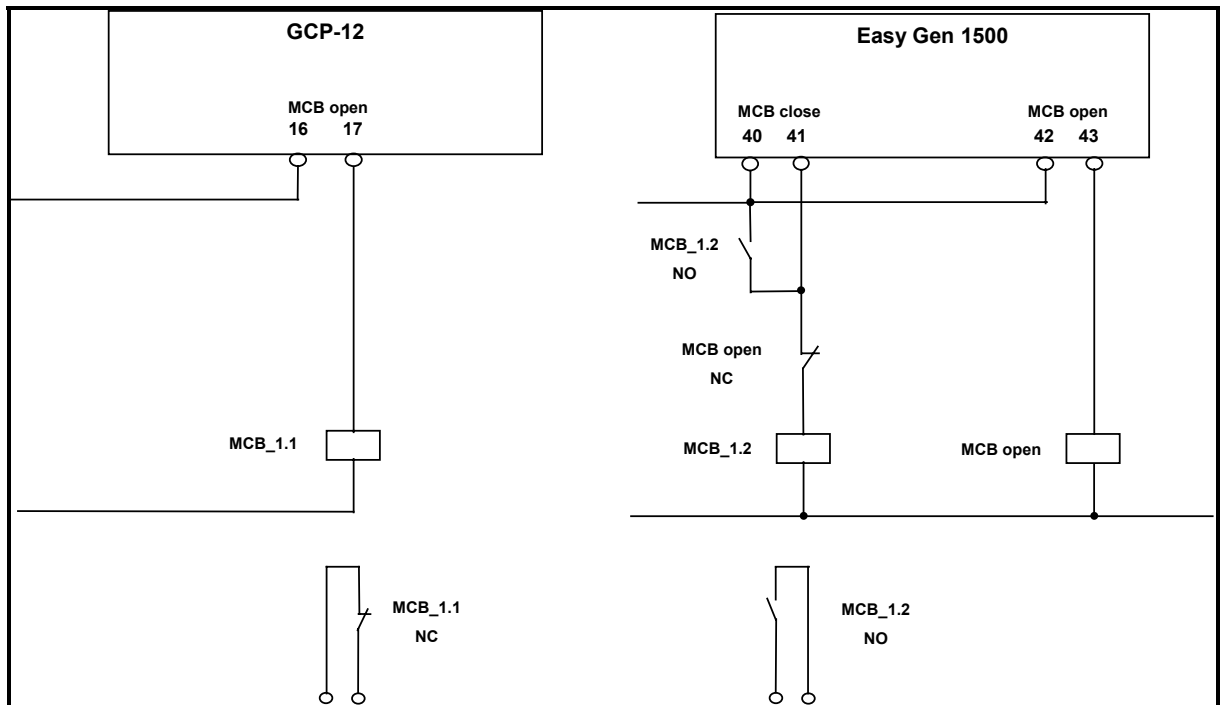 GCP-12
MCB open
16 17
MCB_1.1
MCB_1.1
NC
Easy Gen 1500
MCB close
40 41
MCB open
42 43
MCB_1.2
NO
MCB open
NC
MCB_1.2
MCB open
MCB_1.2
NO